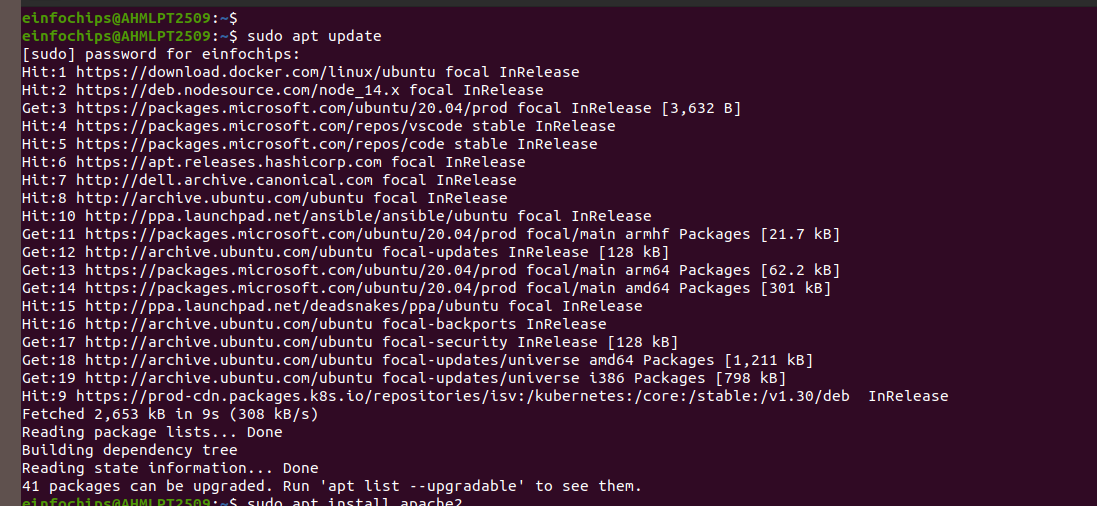 einfochips@AHMLPT2509:~$
einfochips@AHMLPT2509:~$ sudo apt update
[sudo] password for einfochips:
Hit:1 https://download.docker.com/linux/ubuntu focal InRelease
Hit:2 https://deb.nodesource.com/node_14.x focal InRelease
Get:3 https://packages.microsoft.com/ubuntu/20.04/prod focal InRelease [3,632 B]
Hit:4 https://packages.microsoft.com/repos/vscode stable InRelease
Hit:5 https://packages.microsoft.com/repos/code stable InRelease
Hit:6 https://apt.releases.hashicorp.com focal InRelease
Hit:7 http://dell.archive.canonical.com focal InRelease
Hit:8 http://archive.ubuntu.com/ubuntu focal InRelease
Hit:10 http://ppa.launchpad.net/ansible/ansible/ubuntu focal InRelease
Get:11 https://packages.microsoft.com/ubuntu/20.04/prod focal/main armhf Packages [21.7 kB]
Get:12 http://archive.ubuntu.com/ubuntu focal-updates InRelease [128 kB]
Get:13 https://packages.microsoft.com/ubuntu/20.04/prod focal/main arm64 Packages [62.2 kB]
Get:14 https://packages.microsoft.com/ubuntu/20.04/prod focal/main amd64 Packages [301 kB]
Hit:15 http://ppa.launchpad.net/deadsnakes/ppa/ubuntu focal InRelease
Hit:16 http://archive.ubuntu.com/ubuntu focal-backports InRelease
Get:17 http://archive.ubuntu.com/ubuntu focal-security InRelease [128 kB]
Get:18 http://archive.ubuntu.com/ubuntu focal-updates/universe amd64 Packages [1,211 kB]
Get:19 http://archive.ubuntu.com/ubuntu focal-updates/universe i386 Packages [798 kB]
Hit:9 https://prod-cdn.packages.k8s.io/repositories/isv:/kubernetes:/core:/stable:/v1.30/deb  InRelease
Fetched 2,653 kB in 9s (308 kB/s)
Reading package lists... Done
Building dependency tree
Reading state information... Done
41 packages can be upgraded. Run 'apt list --upgradable' to see them.
einfochips@AHMLPT2509:~$ sudo apt install apache2